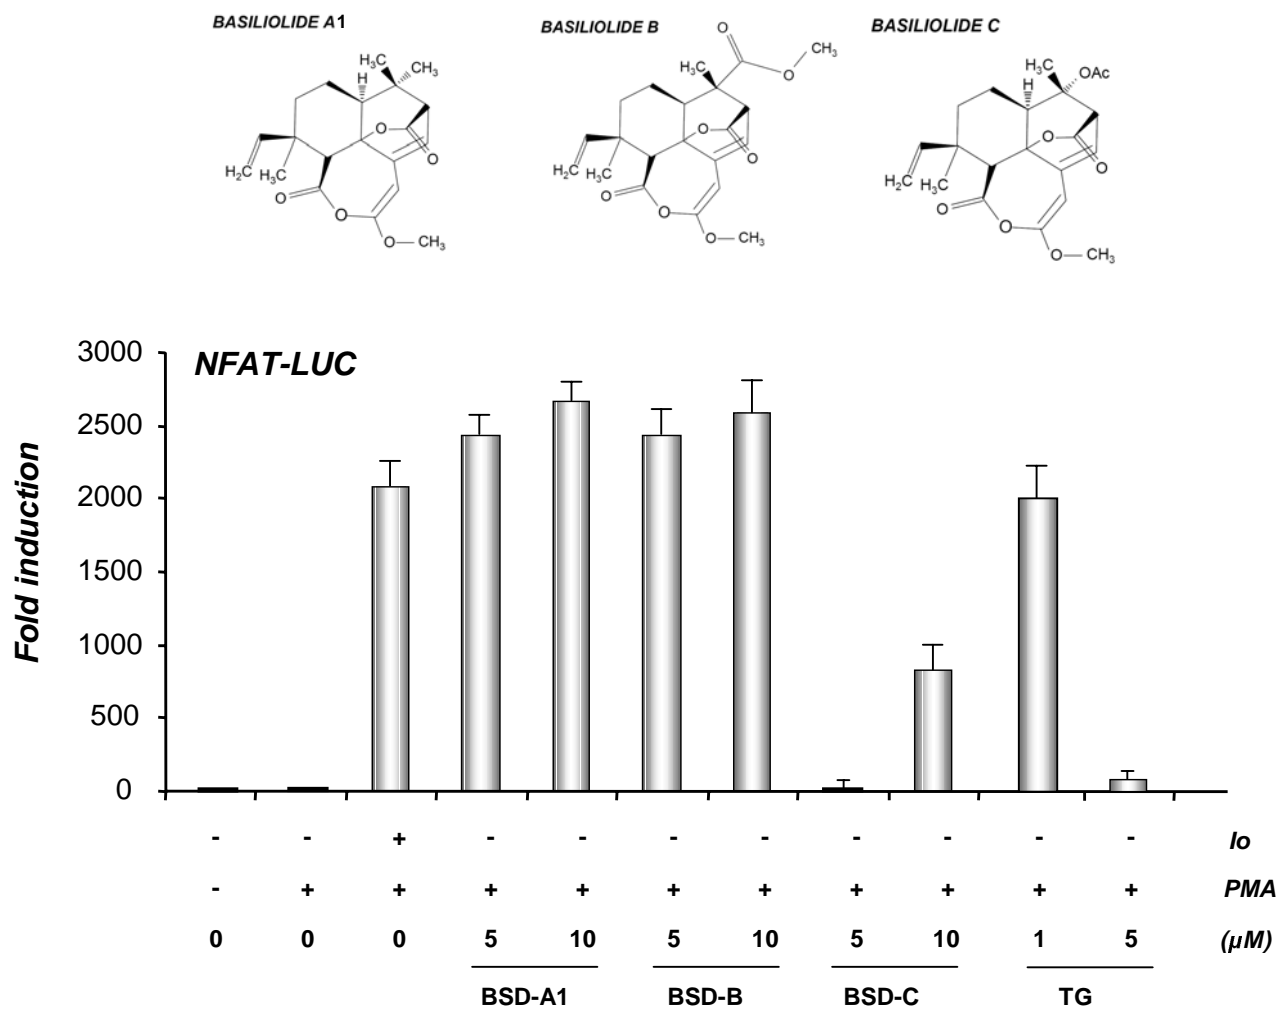 BASILIOLIDE A1
BASILIOLIDE B
BASILIOLIDE C
H₃C
CH₃
H
H₂C
H₃C
O
O
O
O
O—CH₃
O
CH₃
O
H₃C
H₂C
H₃C
O
O
O
O
O—CH₃
H₃C
OAc
H
H₂C
H₃C
O
O
O
O
O—CH₃
NFAT-LUC
Fold induction
3000
2500
2000
1500
1000
500
0
- - + - - - - - - - - Io
- + + + + + + + + + + PMA
0 0 0 5 10 5 10 5 10 1 5 (µM)
BSD-A1 BSD-B BSD-C TG